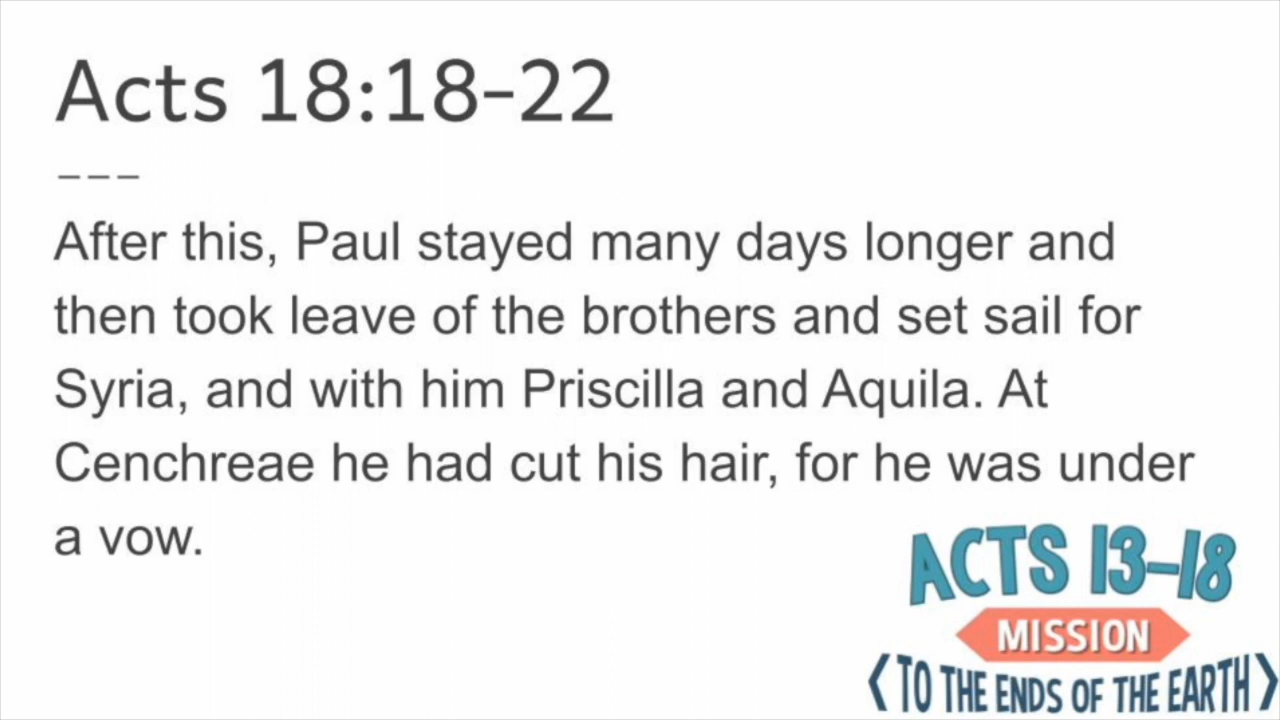 Acts 18:18-22
---
After this, Paul stayed many days longer and
then took leave of the brothers and set sail for
Syria, and with him Priscilla and Aquila. At
Cenchreae he had cut his hair, for he was under
a vow.
ACTS 13-18
MISSION
TO THE ENDS OF THE EARTH